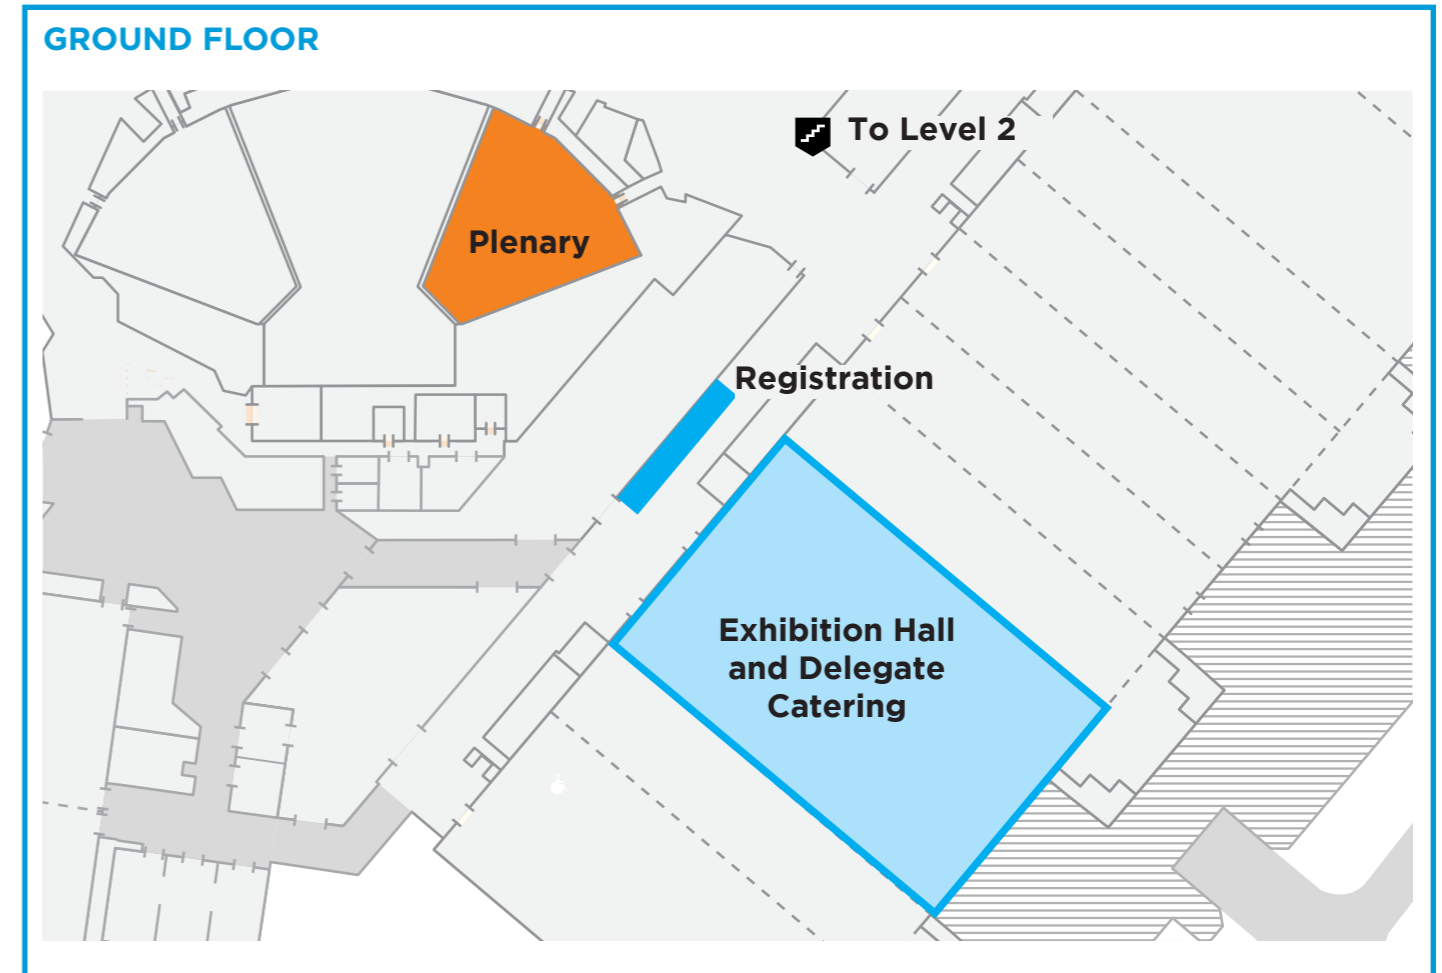 GROUND FLOOR
To Level 2
Plenary
Registration
Exhibition Hall
and Delegate
Catering